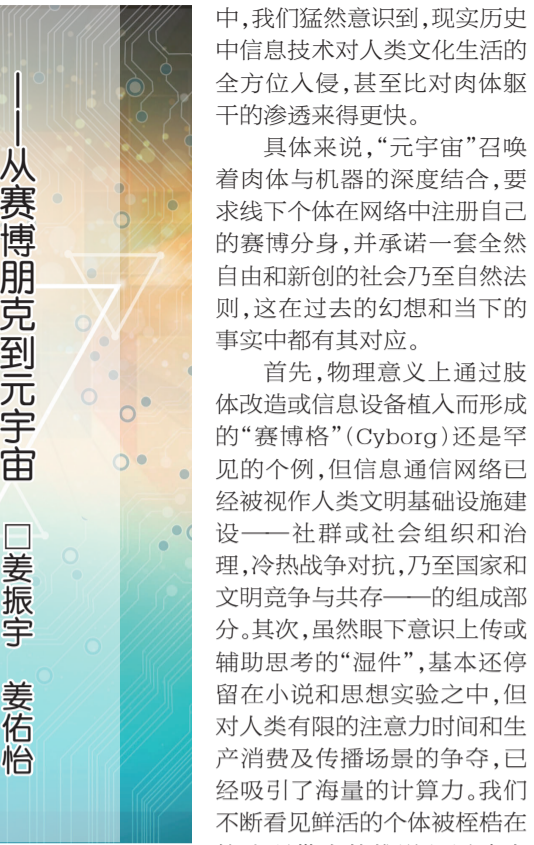 ——从赛博朋克到元宇宙 □姜振宇 姜佑怡
中，我们猛然意识到，现实历史
中信息技术对人类文化生活的
全方位入侵，甚至比对肉体躯
干的渗透来得更快。
具体来说，“元宇宙”召唤
着肉体与机器的深度结合，要
求线下个体在网络中注册自己
的赛博分身，并承诺一套全然
自由和新创的社会乃至自然法
则，这在过去的幻想和当下的
事实中都有其对应。
首先，物理意义上通过肢
体改造或信息设备植入而形成
的“赛博格”(Cyborg)还是罕
见的个例，但信息通信网络已
经被视作人类文明基础设施建
设——社群或社会组织和治
理，冷热战争对抗，乃至国家和
文明竞争与共存——的组成部
分。其次，虽然眼下意识上传或
辅助思考的“湿件”，基本还停
留在小说和思想实验之中，但
对人类有限的注意力时间和生
产消费及传播场景的争夺，已
经吸引了海量的计算力。我们
不断看见鲜活的个体被桎梏在